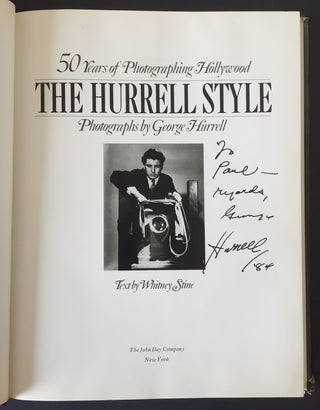 50 Years of Photographing Hollywood
THE HURRELL STYLE
Photographs by George Hurrell
To
Paul—
regards,
George
Hurrell
/84
Text by Whitney Stine
The John Day Company
New York